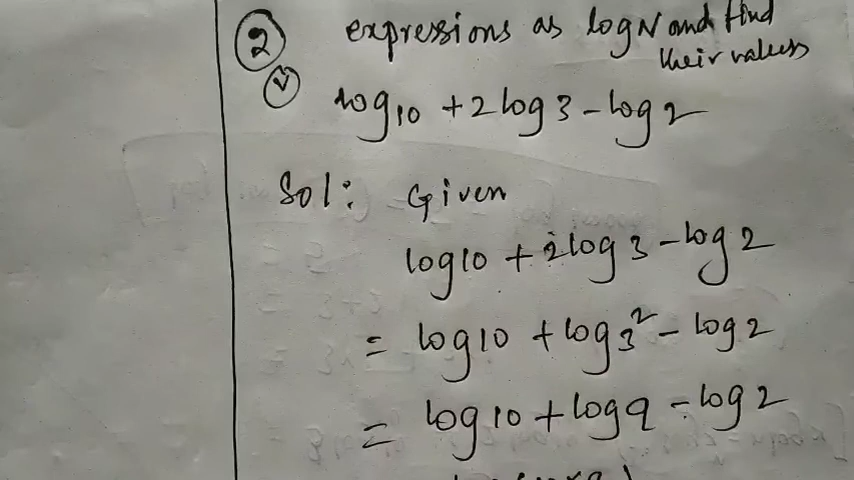 ② expressions as log N and find
their values
ⓥ log 10 + 2 log 3 - log 2
Sol: Given
log 10 + 2 log 3 - log 2
= log 10 + log 3² - log 2
= log 10 + log 9 - log 2